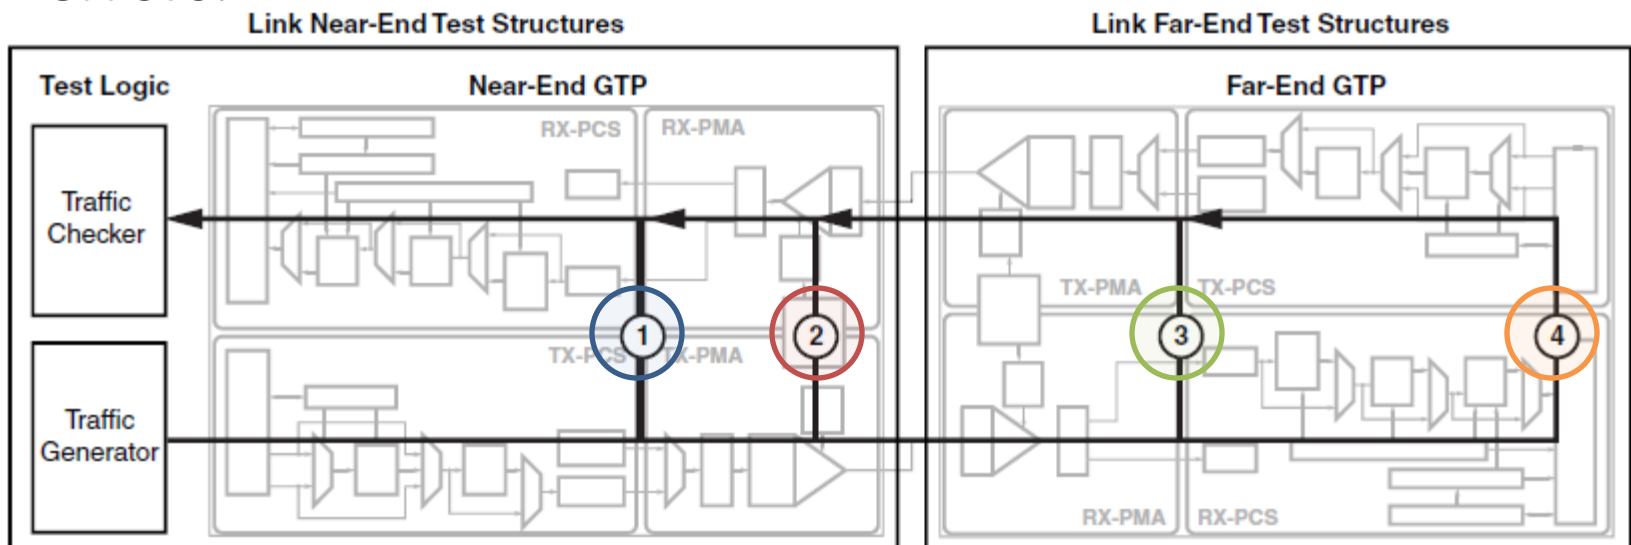 Link Near-End Test Structures
Link Far-End Test Structures
Test Logic
Near-End GTP
Far-End GTP
RX-PCS
RX-PMA
Traffic
Checker
TX-PMA
TX-PCS
1
2
3
4
TX-PCS
TX-PMA
Traffic
Generator
RX-PMA
RX-PCS